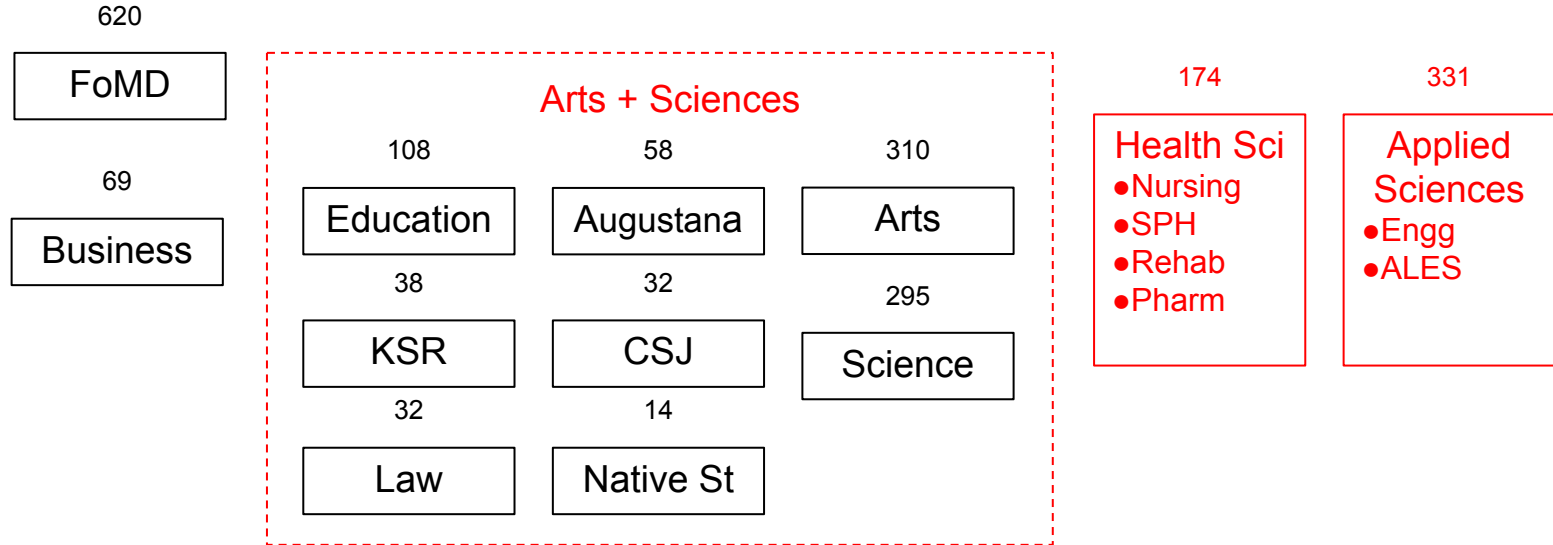 620
FoMD
69
Business
Arts + Sciences
108
Education
58
Augustana
310
Arts
38
KSR
32
CSJ
295
Science
32
Law
14
Native St
174
Health Sci
●Nursing
●SPH
●Rehab
●Pharm
331
Applied
Sciences
●Engg
●ALES